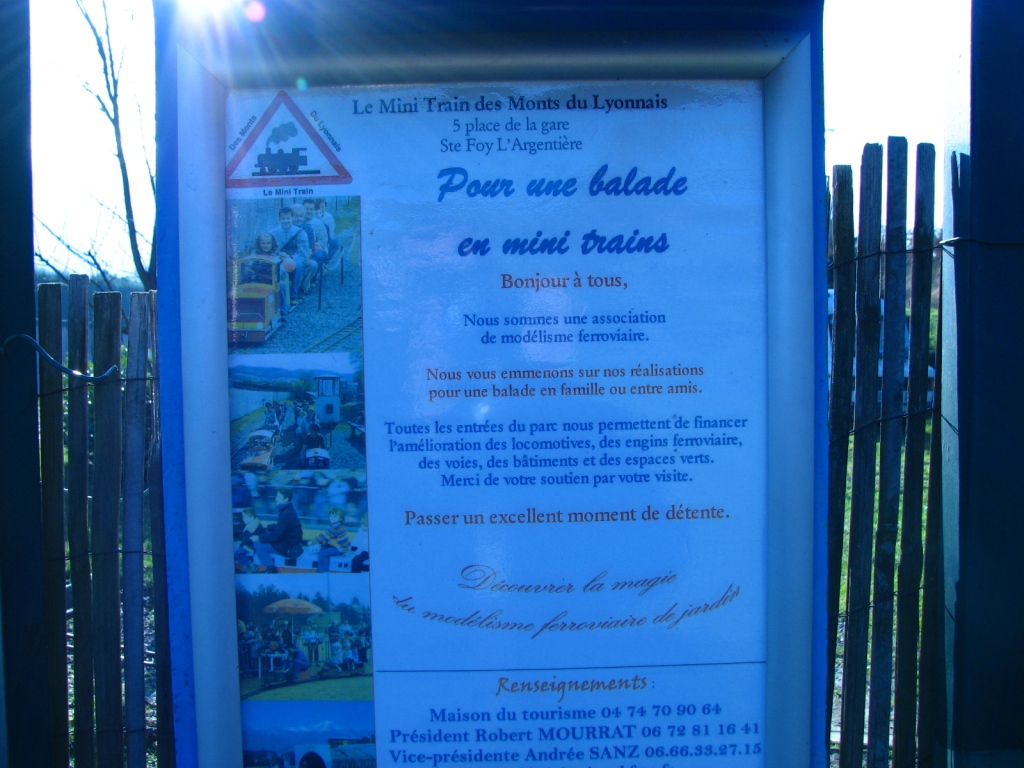 Des Monts
Du Lyonnais
Le Mini Train
Le Mini Train des Monts du Lyonnais
5 place de la gare
Ste Foy L'Argentière
Pour une balade
en mini trains
Bonjour à tous,
Nous sommes une association
de modélisme ferroviaire.
Nous vous emmenons sur nos réalisations
pour une balade en famille ou entre amis.
Toutes les entrées du parc nous permettent de financer
l'amélioration des locomotives, des engins ferroviaire,
des voies, des bâtiments et des espaces verts.
Merci de votre soutien par votre visite.
Passer un excellent moment de détente.
Découvrir la magie
du modélisme ferroviaire de jardin
Renseignements :
Maison du tourisme 04 74 70 90 64
Président Robert MOURRAT 06 72 81 16 41
Vice-présidente Andrée SANZ 06.66.33.27.15